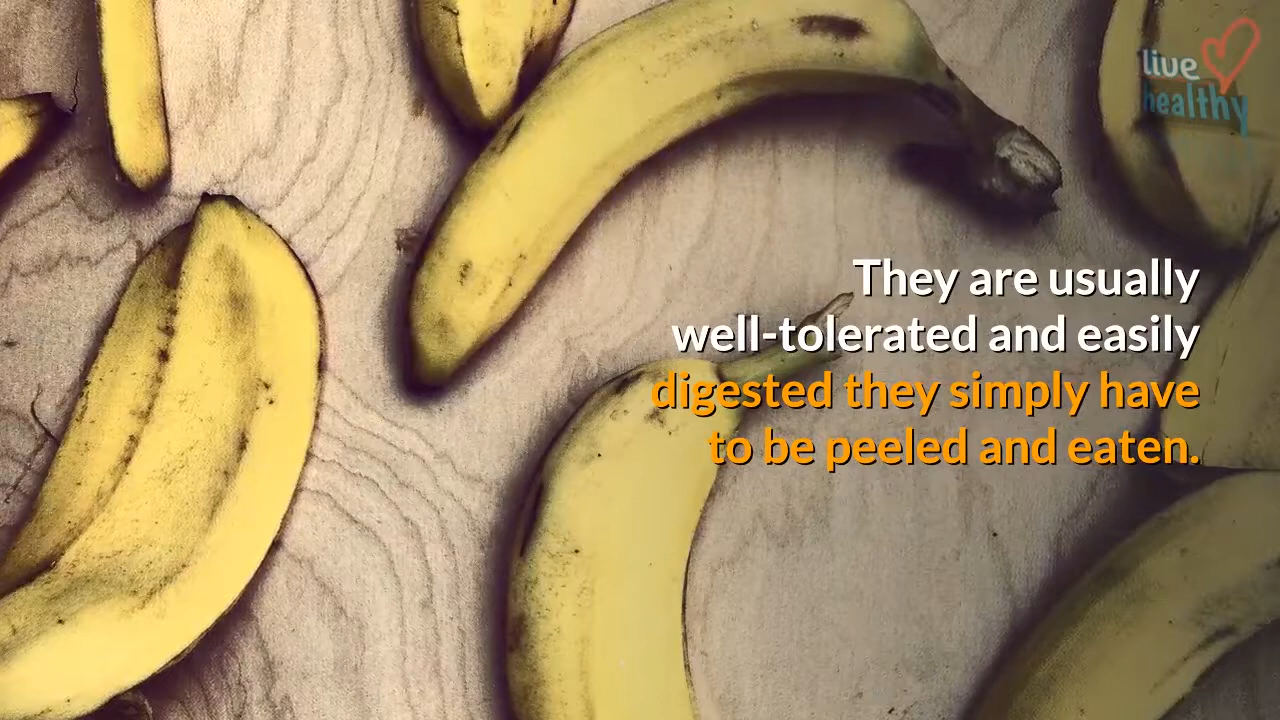 live
healthy
They are usually
well-tolerated and easily
digested they simply have
to be peeled and eaten.